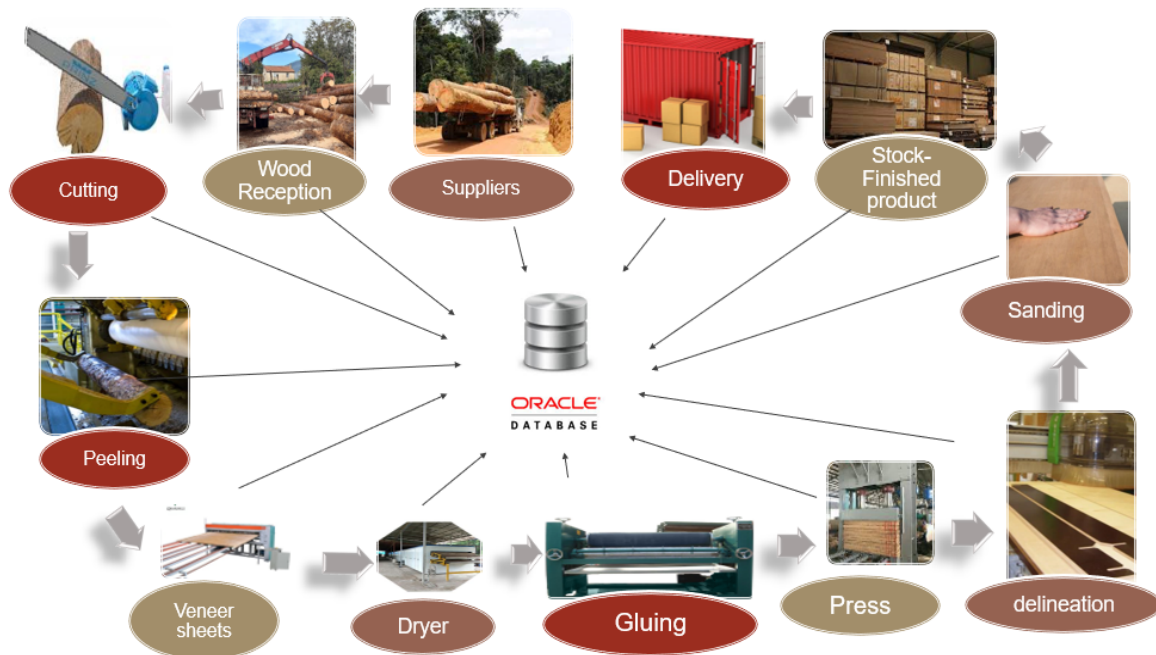 Cutting
Wood
Reception
Suppliers
Delivery
Stock-
Finished
product
Sanding
Peeling
ORACLE®
DATABASE
Veneer
sheets
Dryer
Gluing
Press
delineation